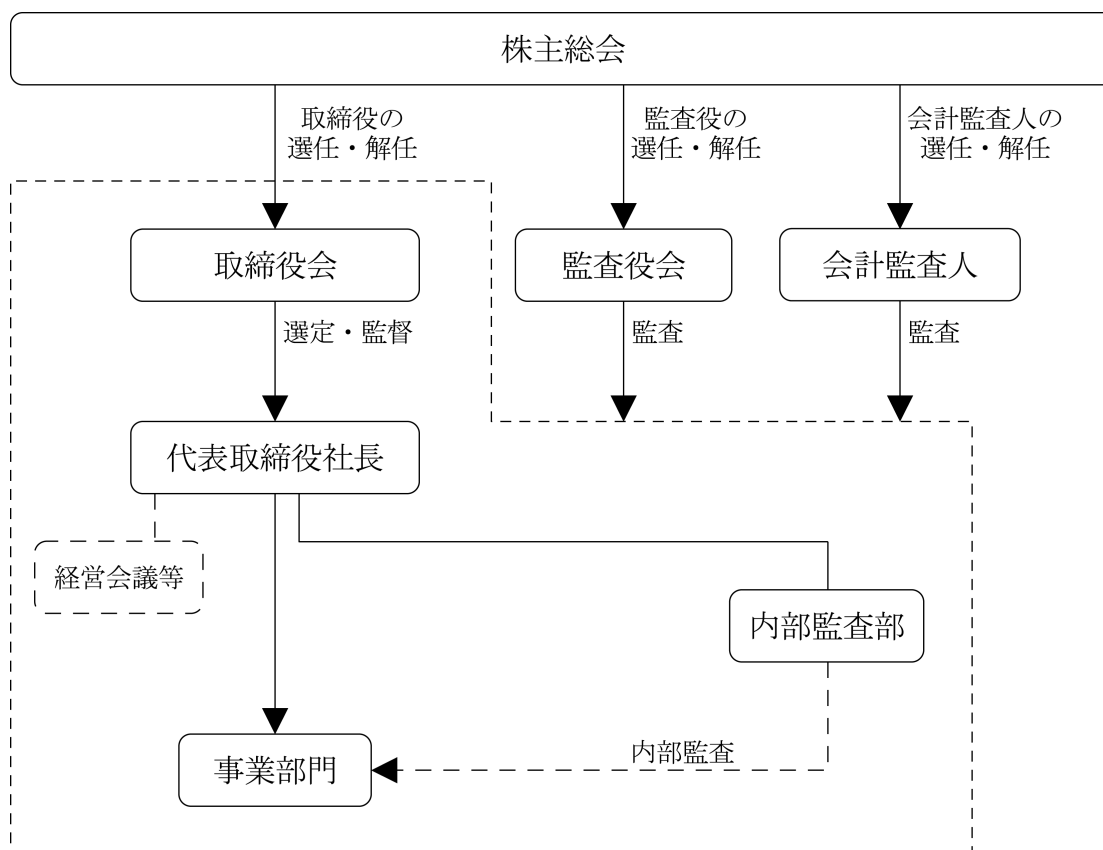 株主総会
取締役の
選任・解任
監査役の
選任・解任
会計監査人の
選任・解任
取締役会
監査役会
会計監査人
選定・監督
監査
監査
代表取締役社長
経営会議等
内部監査部
内部監査
事業部門